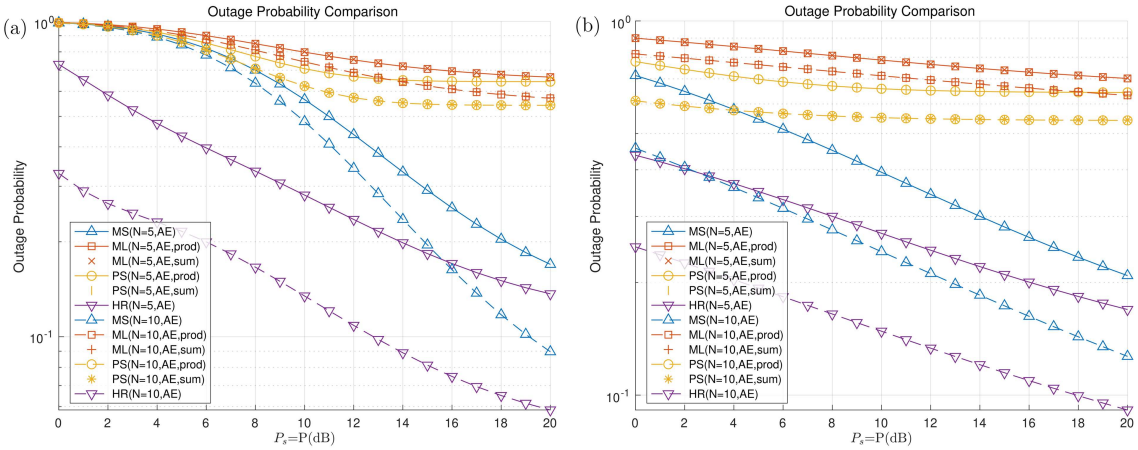 (a)
Outage Probability Comparison
10^0
10^-1
Outage Probability
MS(N=5,AE)
ML(N=5,AE,prod)
ML(N=5,AE,sum)
PS(N=5,AE,prod)
PS(N=5,AE,sum)
HR(N=5,AE)
MS(N=10,AE)
ML(N=10,AE,prod)
ML(N=10,AE,sum)
PS(N=10,AE,prod)
PS(N=10,AE,sum)
HR(N=10,AE)
0 2 4 6 8 10 12 14 16 18 20
P_s=P(dB)
(b)
Outage Probability Comparison
10^0
10^-1
Outage Probability
MS(N=5,AE)
ML(N=5,AE,prod)
ML(N=5,AE,sum)
PS(N=5,AE,prod)
PS(N=5,AE,sum)
HR(N=5,AE)
MS(N=10,AE)
ML(N=10,AE,prod)
ML(N=10,AE,sum)
PS(N=10,AE,prod)
PS(N=10,AE,sum)
HR(N=10,AE)
0 2 4 6 8 10 12 14 16 18 20
P_s=P(dB)